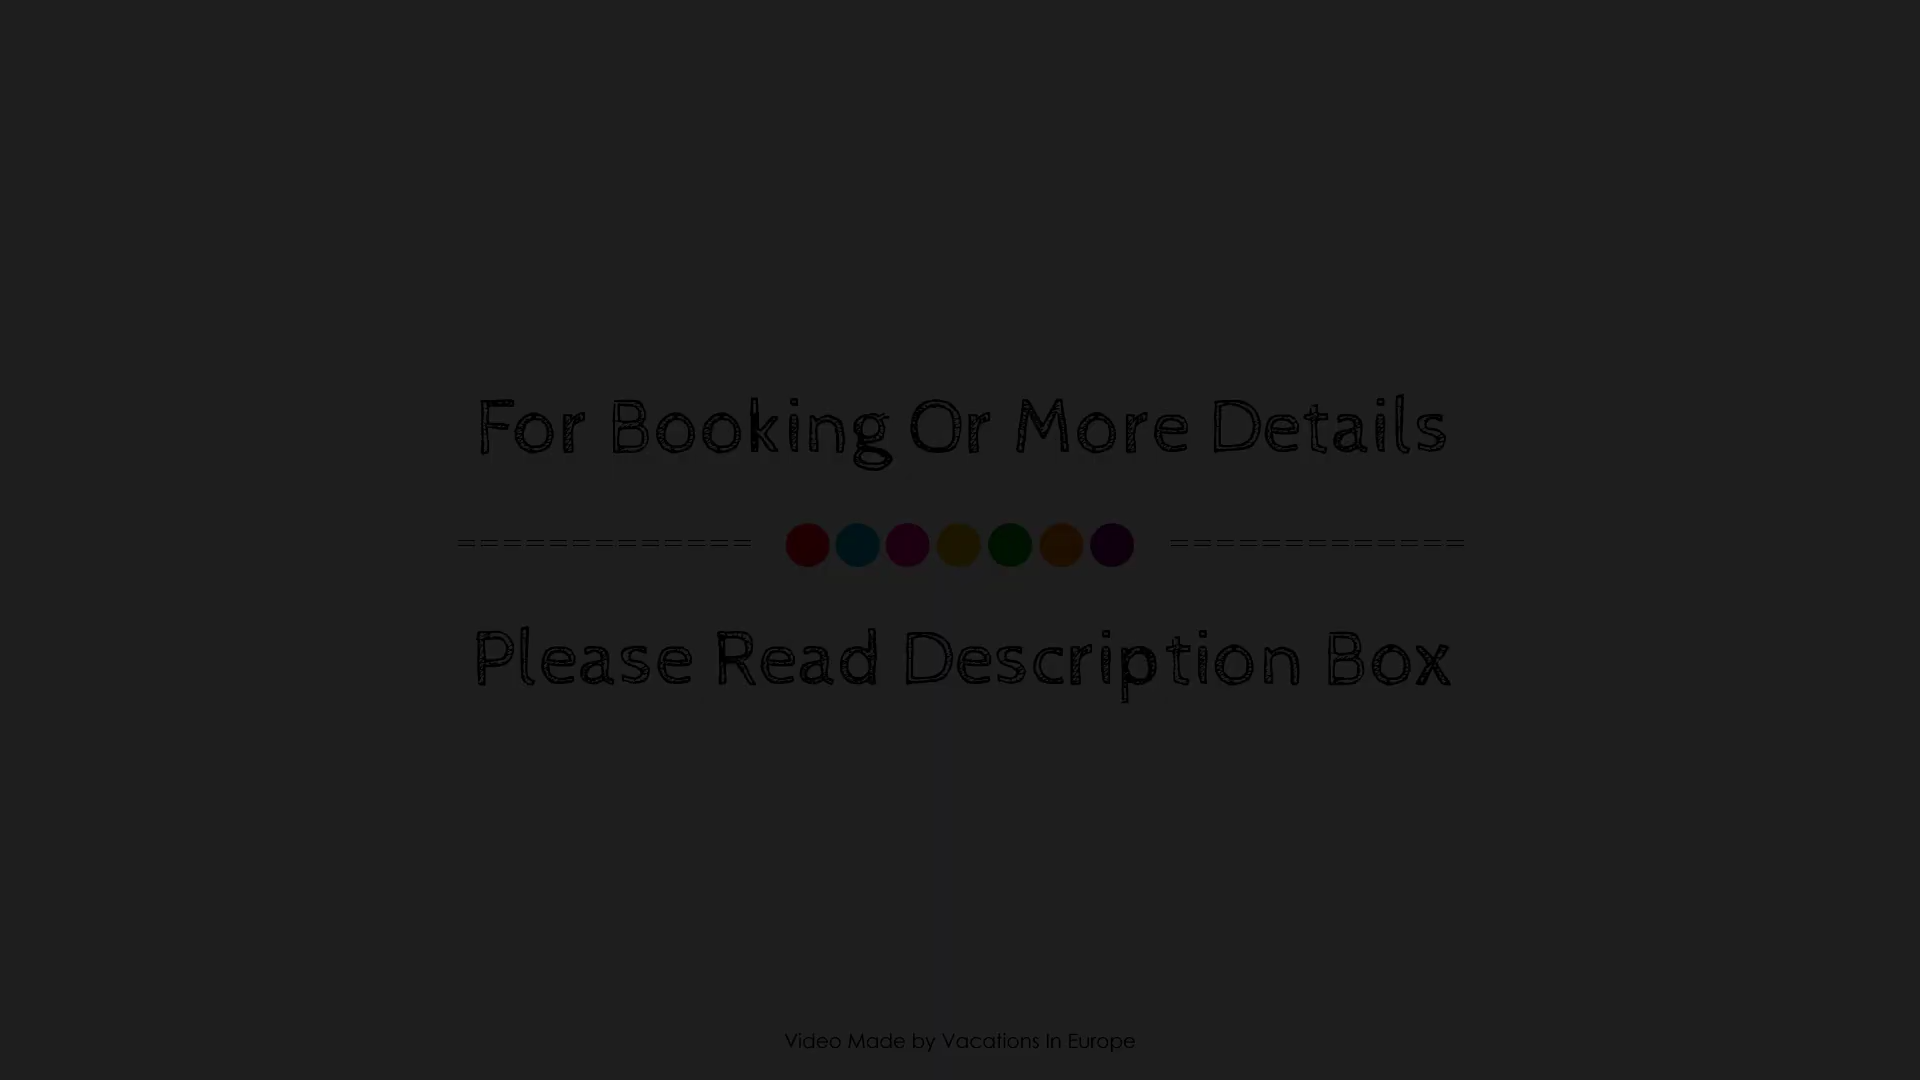 For Booking Or More Details
============= =============
Please Read Description Box
Video Made by Vacations In Europe